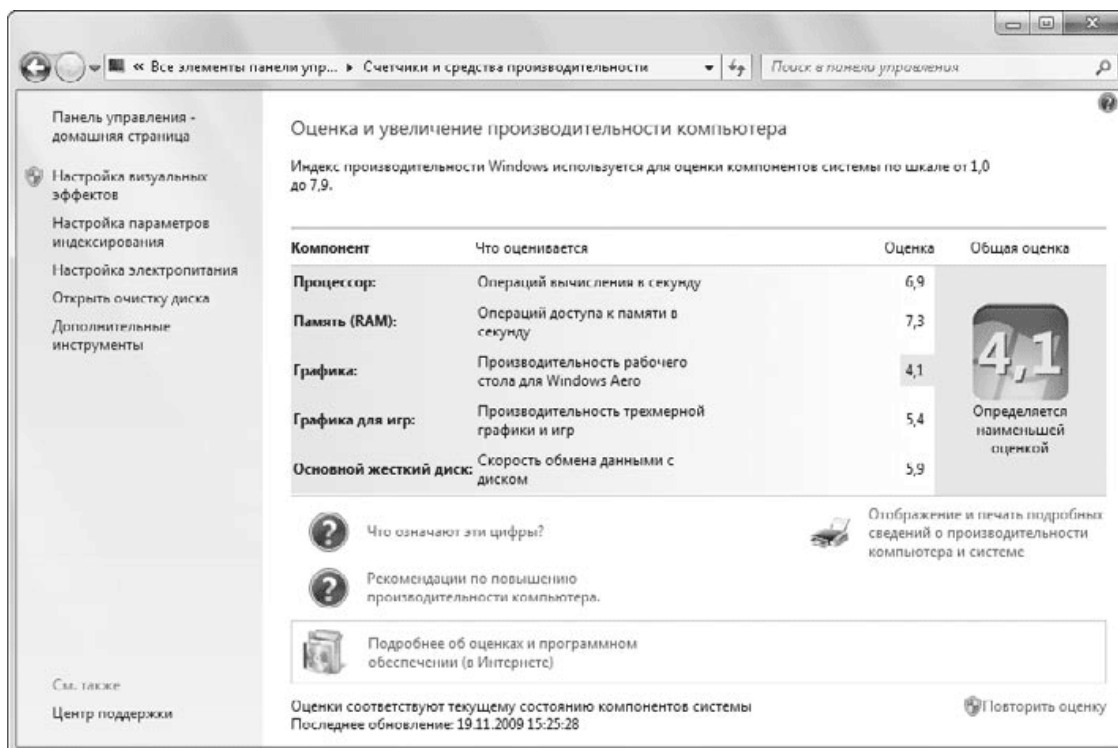 « Все элементы панели упр... ▸ Счетчики и средства производительности
Поиск в панели управления
Панель управления -
домашняя страница
Настройка визуальных
эффектов
Настройка параметров
индексирования
Настройка электропитания
Открыть очистку диска
Дополнительные
инструменты
См. также
Центр поддержки
Оценка и увеличение производительности компьютера
Индекс производительности Windows используется для оценки компонентов системы по шкале от 1,0
до 7,9.
Компонент Что оценивается Оценка Общая оценка
Процессор: Операций вычисления в секунду 6,9
Память (RAM): Операций доступа к памяти в
секунду 7,3
Графика: Производительность рабочего
стола для Windows Aero 4,1
Графика для игр: Производительность трехмерной
графики и игр 5,4
Основной жесткий диск: Скорость обмена данными с
диском 5,9
4,1
Определяется
наименьшей
оценкой
Что означают эти цифры?
Рекомендации по повышению
производительности компьютера.
Отображение и печать подробных
сведений о производительности
компьютера и системе
Подробнее об оценках и программном
обеспечении (в Интернете)
Оценки соответствуют текущему состоянию компонентов системы
Последнее обновление: 19.11.2009 15:25:28
Повторить оценку